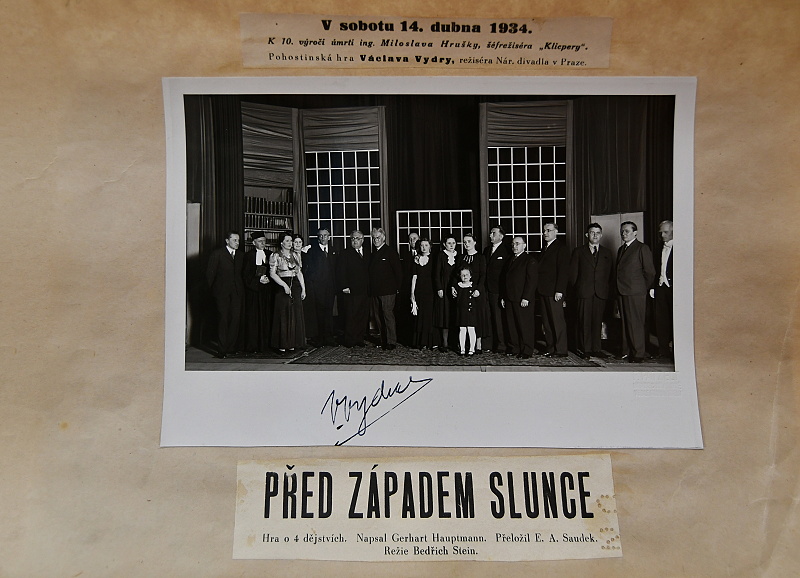 V sobotu 14. dubna 1934.
K 10. výročí úmrtí ing. Miloslava Hrušky, šéfrežiséra „Klicpery“.
Pohostinská hra Václava Vydry, režiséra Nár. divadla v Praze.
VVydra
PŘED ZÁPADEM SLUNCE
Hra o 4 dějstvích. Napsal Gerhart Hauptmann. Přeložil E. A. Saudek.
Režie Bedřich Stein.